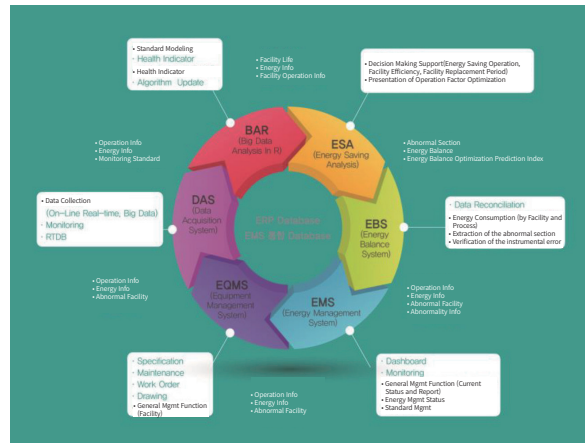 • Standard Modeling
· Health Indicator
• Health Indicator
· Algorithm Update
• Facility Life
• Energy Info
• Facility Operation Info
• Decision Making Support(Energy Saving Operation,
Facility Efficiency, Facility Replacement Period)
• Presentation of Operation Factor Optimization
BAR
(Big Data
Analysis In R)
ESA
(Energy Saving
Analysis)
• Operation Info
• Energy Info
• Monitoring Standard
• Abnormal Section
• Energy Balance
• Energy Balance Optimization Prediction Index
• Data Collection
(On-Line Real-time, Big Data)
· Monitoring
· RTDB
DAS
(Data
Acquisition
System)
ERP Database
EMS 통합 Database
EBS
(Energy
Balance
System)
· Data Reconciliation
• Energy Consumption (by Facility and
Process)
• Extraction of the abnormal section
• Verification of the instrumental error
• Operation Info
• Energy Info
• Abnormal Facility
EQMS
(Equipment
Management
System)
EMS
(Energy Management
System)
• Operation Info
• Energy Info
• Abnormal Facility
• Abnormality Info
· Specification
· Maintenance
· Work Order
· Drawing
• General Mgmt Function
(Facility)
• Operation Info
• Energy Info
• Abnormal Facility
· Dashboard
· Monitoring
• General Mgmt Function (Current
Status and Report)
• Energy Mgmt Status
• Standard Mgmt